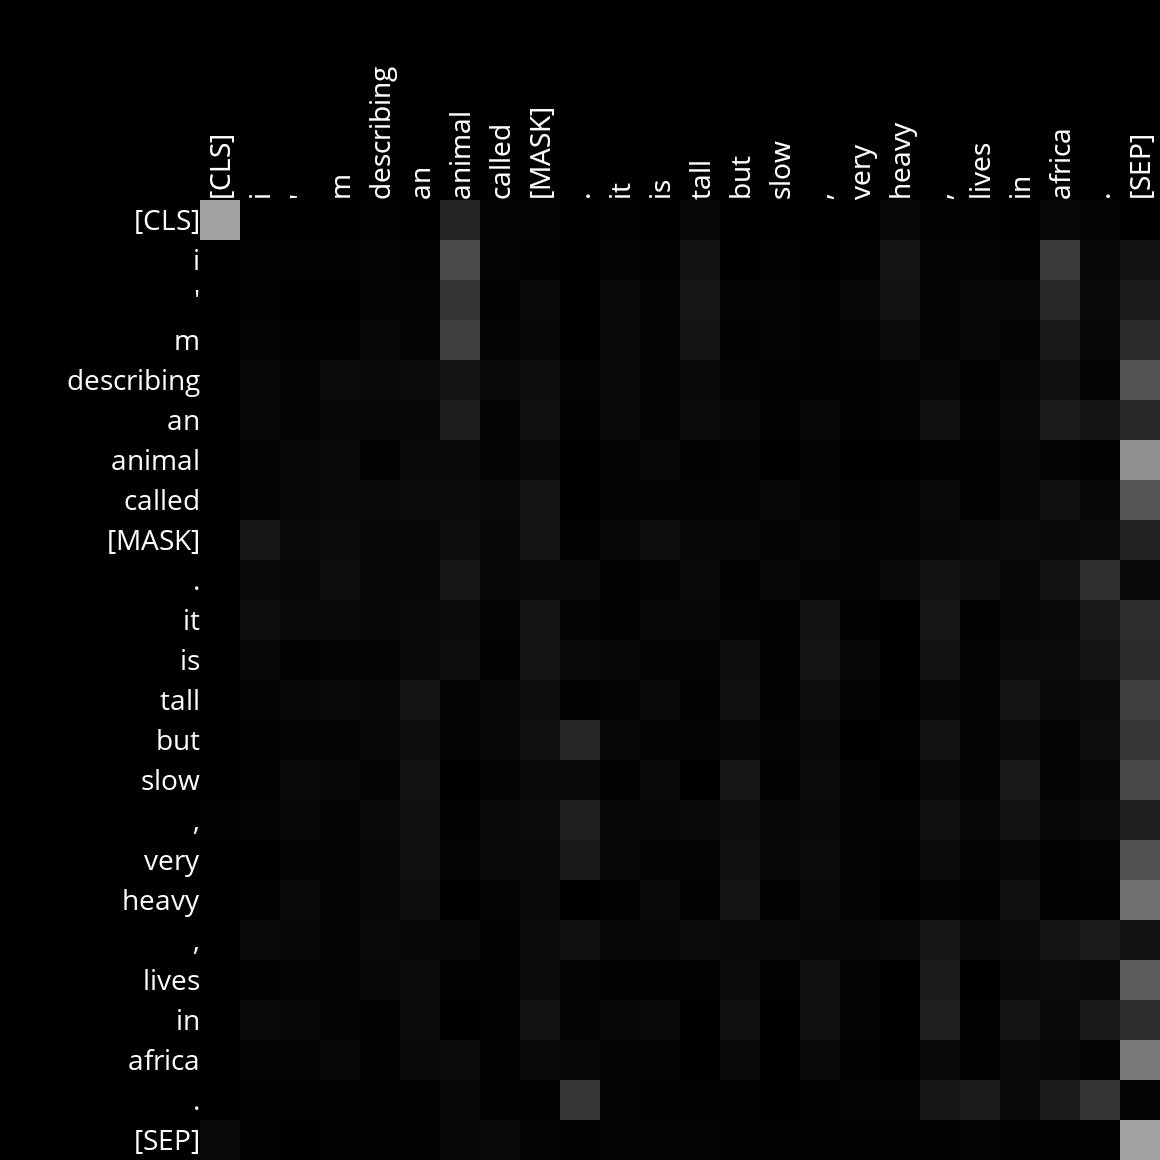 [CLS] i ' m describing an animal called [MASK] . it is tall but slow , very heavy , lives in africa . [SEP]
[CLS]
i
'
m
describing
an
animal
called
[MASK]
.
it
is
tall
but
slow
,
very
heavy
,
lives
in
africa
.
[SEP]